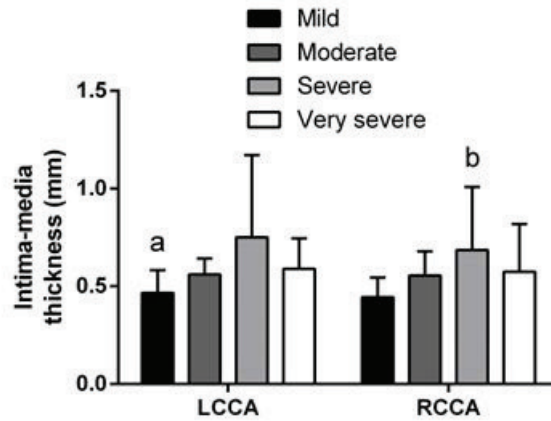 Mild
Moderate
Severe
Very severe
Intima-media
thickness (mm)
1.5
1.0
0.5
0.0
a
b
LCCA
RCCA